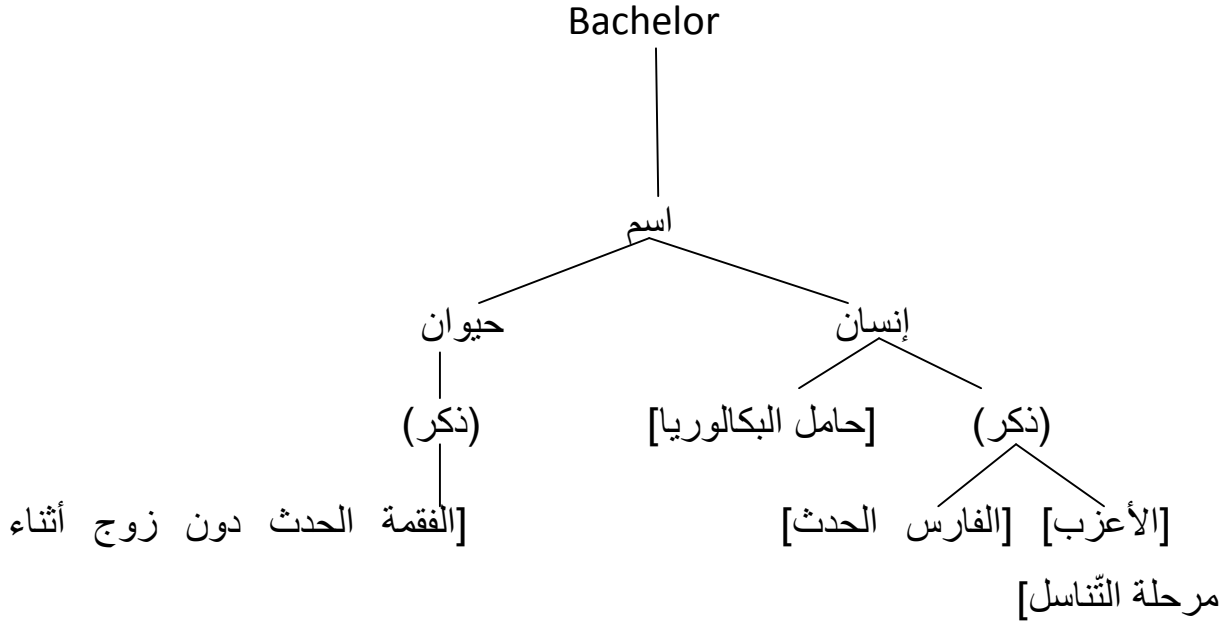 Bachelor
اسم
إنسان حيوان
(ذكر) [حامل البكالوريا] (ذكر)
[الأعزب] [الفارس الحدث] [الفقمة الحدث دون زوج أثناء
مرحلة التّناسل]